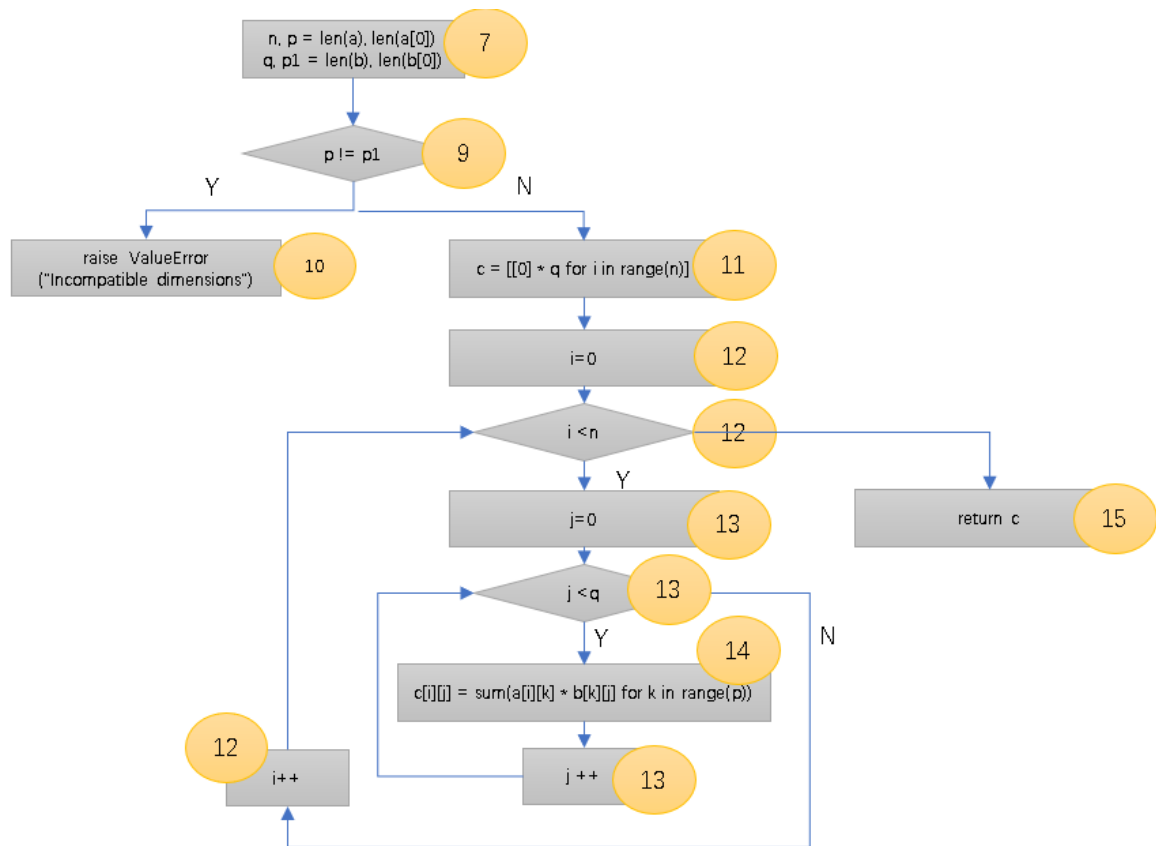 n, p = len(a), len(a[0])
q, p1 = len(b), len(b[0])
7
p != p1
9
Y
N
raise ValueError
("Incompatible dimensions")
10
c = [[0] * q for i in range(n)]
11
i=0
12
i <n
12
Y
j=0
13
return c
15
j <q
13
Y
N
14
c[i][j] = sum(a[i][k] * b[k][j] for k in range(p))
12
i++
j ++
13